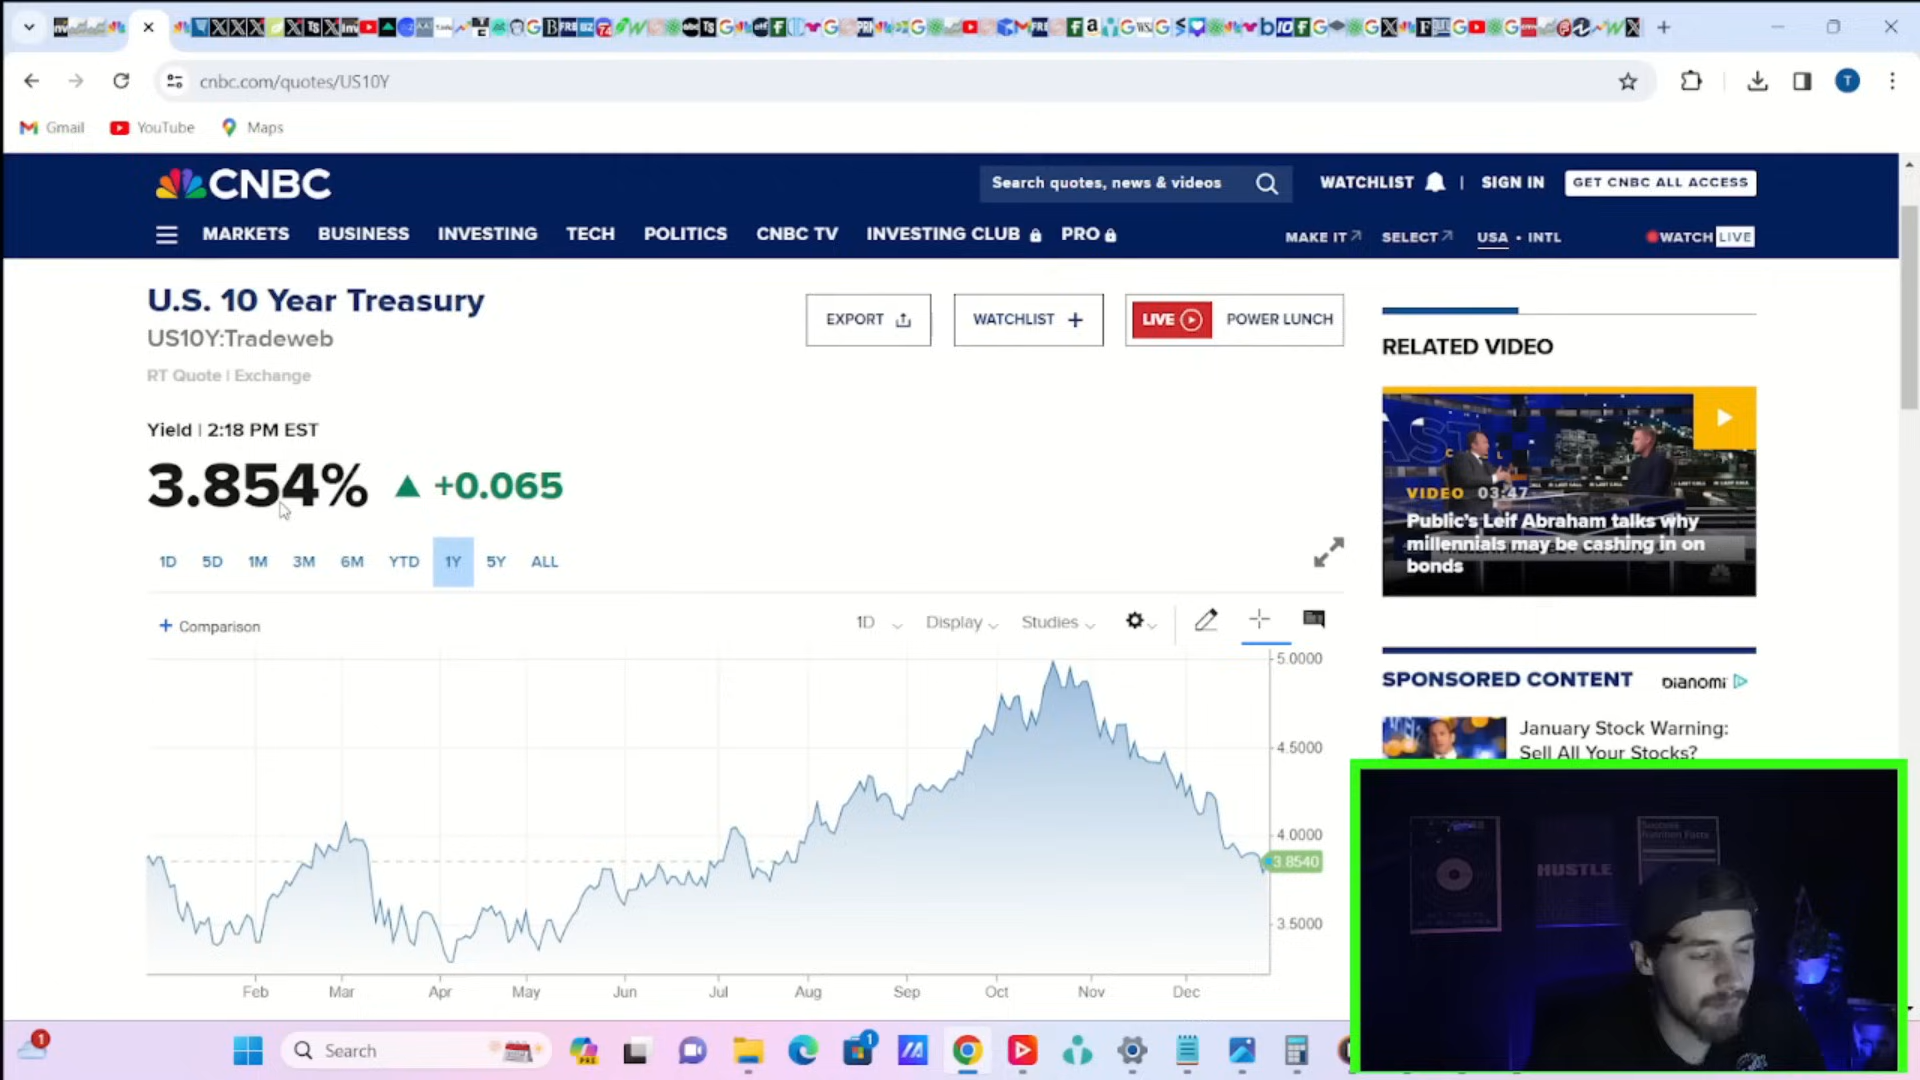 cnbc.com/quotes/US10Y
T
Gmail
YouTube
Maps
CNBC
Search quotes, news & videos
WATCHLIST
SIGN IN
GET CNBC ALL ACCESS
MARKETS
BUSINESS
INVESTING
TECH
POLITICS
CNBC TV
INVESTING CLUB
PRO
MAKE IT
SELECT
USA • INTL
WATCH LIVE
U.S. 10 Year Treasury
US10Y:Tradeweb
RT Quote | Exchange
EXPORT
WATCHLIST +
LIVE
POWER LUNCH
Yield | 2:18 PM EST
3.854% ▲ +0.065
1D 5D 1M 3M 6M YTD 1Y 5Y ALL
+ Comparison
1D
Display
Studies
5.0000
4.5000
4.0000
3.8540
3.5000
Feb Mar Apr May Jun Jul Aug Sep Oct Nov Dec
RELATED VIDEO
VIDEO 03:47
Public's Leif Abraham talks why
millennials may be cashing in on
bonds
SPONSORED CONTENT
DIANOMI
January Stock Warning:
Sell All Your Stocks?
HUSTLE
1
Search
PRE
1